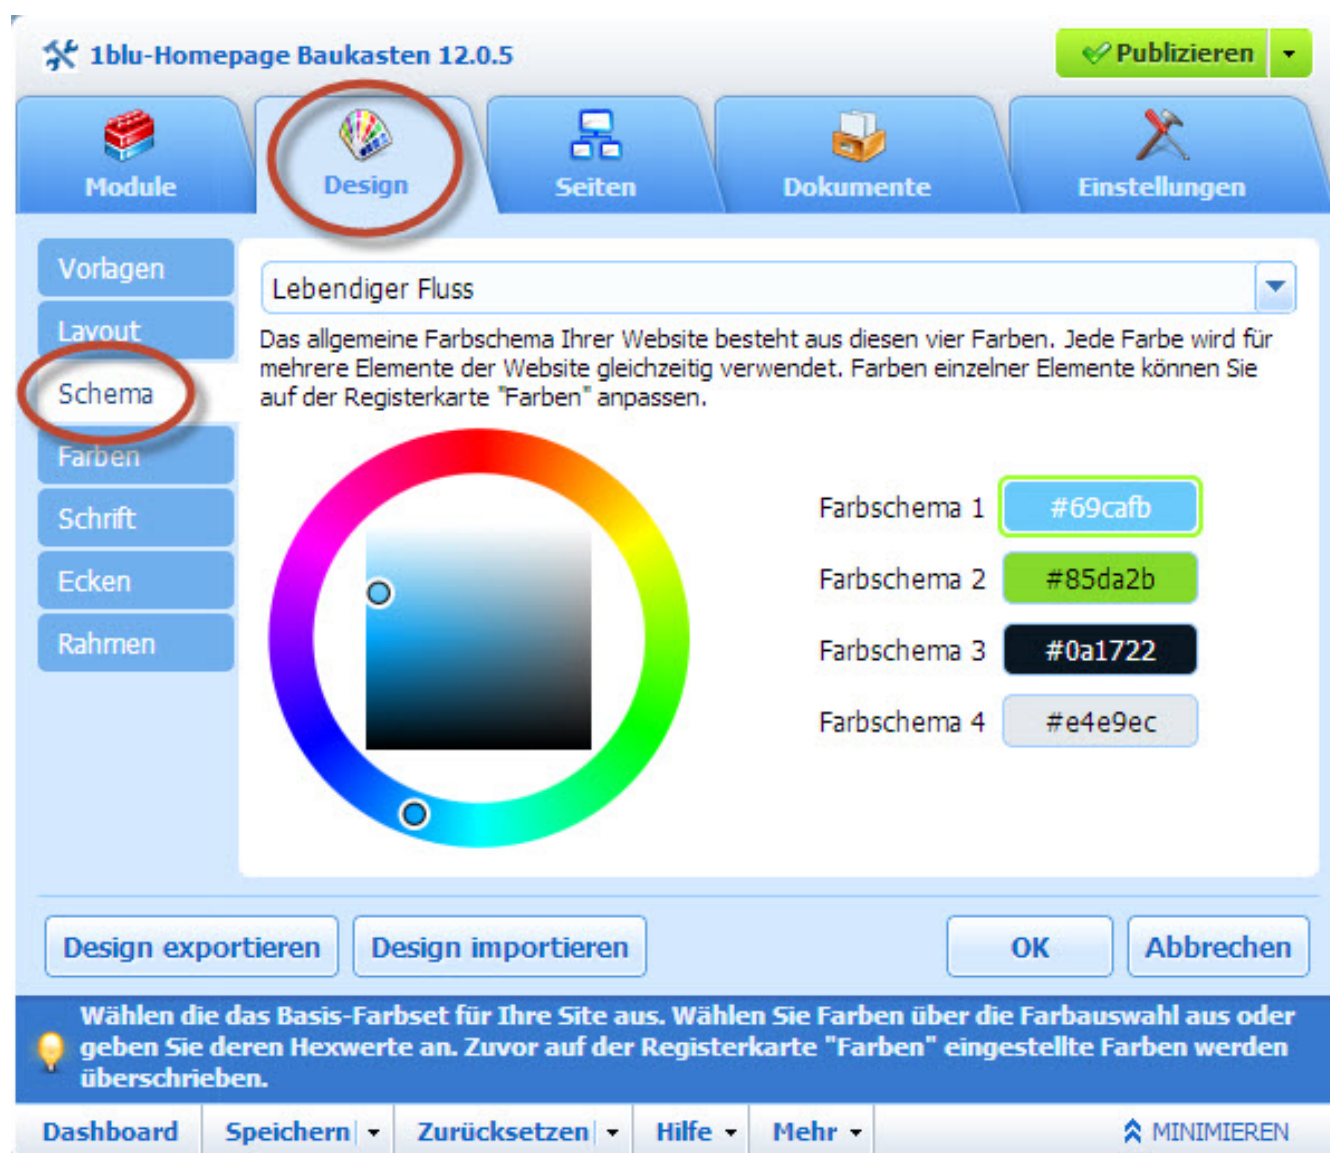 1blu-Homepage Baukasten 12.0.5
Publizieren
Module
Design
Seiten
Dokumente
Einstellungen
Vorlagen
Layout
Schema
Farben
Schrift
Ecken
Rahmen
Lebendiger Fluss
Das allgemeine Farbschema Ihrer Website besteht aus diesen vier Farben. Jede Farbe wird für
mehrere Elemente der Website gleichzeitig verwendet. Farben einzelner Elemente können Sie
auf der Registerkarte "Farben" anpassen.
Farbschema 1 #69cafb
Farbschema 2 #85da2b
Farbschema 3 #0a1722
Farbschema 4 #e4e9ec
Design exportieren
Design importieren
OK
Abbrechen
Wählen die das Basis-Farbset für Ihre Site aus. Wählen Sie Farben über die Farbauswahl aus oder
geben Sie deren Hexwerte an. Zuvor auf der Registerkarte "Farben" eingestellte Farben werden
überschrieben.
Dashboard
Speichern
Zurücksetzen
Hilfe
Mehr
MINIMIEREN